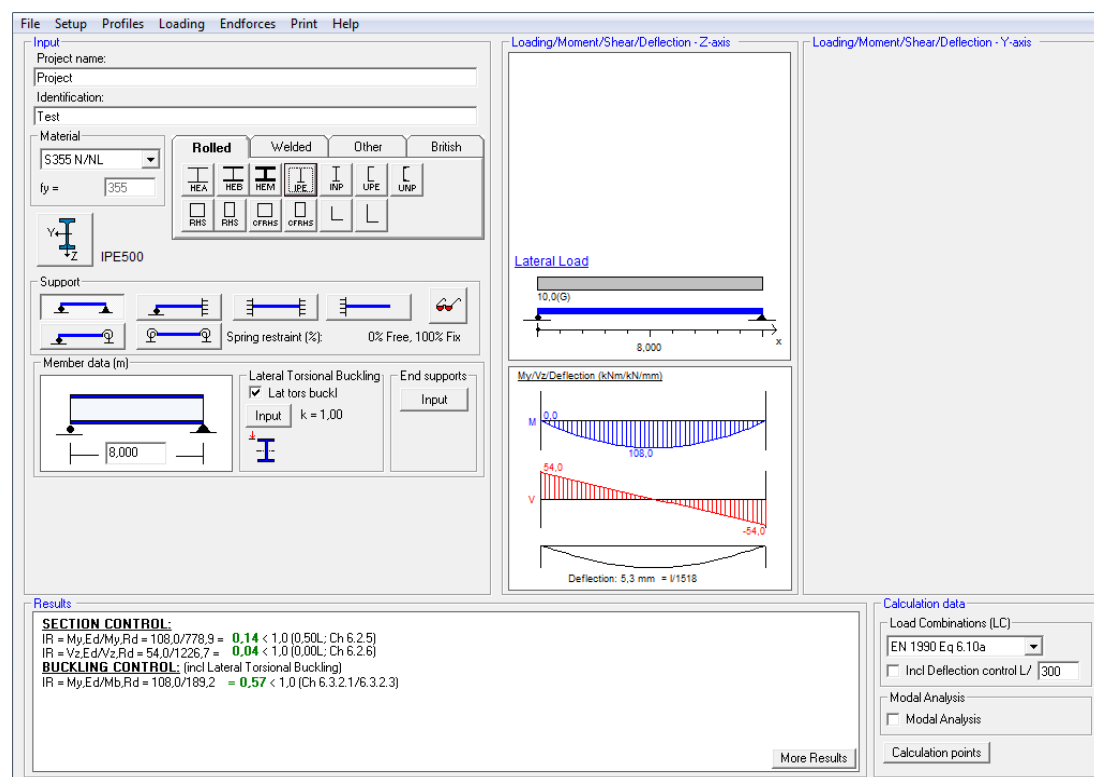 File Setup Profiles Loading Endforces Print Help
Input
Project name:
Project
Identification:
Test
Material
S355 N/NL
fy = 355
Rolled Welded Other British
HEA HEB HEM IPE INP UPE UNP
RHS RHS CFRHS CFRHS
Y
Z
IPE500
Support
Spring restraint (%): 0% Free, 100% Fix
Member data (m)
8,000
Lateral Torsional Buckling
Lat tors buckl
Input k = 1,00
End supports
Input
Loading/Moment/Shear/Deflection - Z-axis
Lateral Load
10,0(G)
8,000
x
My/Vz/Deflection (kNm/kN/mm)
0,0
M
108,0
54,0
V
-54,0
Deflection: 5,3 mm = l/1518
Loading/Moment/Shear/Deflection - Y-axis
Results
SECTION CONTROL:
IR = My,Ed/My,Rd = 108,0/778,9 = 0,14 < 1,0 (0,50L; Ch 6.2.5)
IR = Vz,Ed/Vz,Rd = 54,0/1226,7 = 0,04 < 1,0 (0,00L; Ch 6.2.6)
BUCKLING CONTROL: (incl Lateral Torsional Buckling)
IR = My,Ed/Mb,Rd = 108,0/189,2 = 0,57 < 1,0 (Ch 6.3.2.1/6.3.2.3)
More Results
Calculation data
Load Combinations (LC)
EN 1990 Eq 6.10a
Incl Deflection control L/ 300
Modal Analysis
Modal Analysis
Calculation points